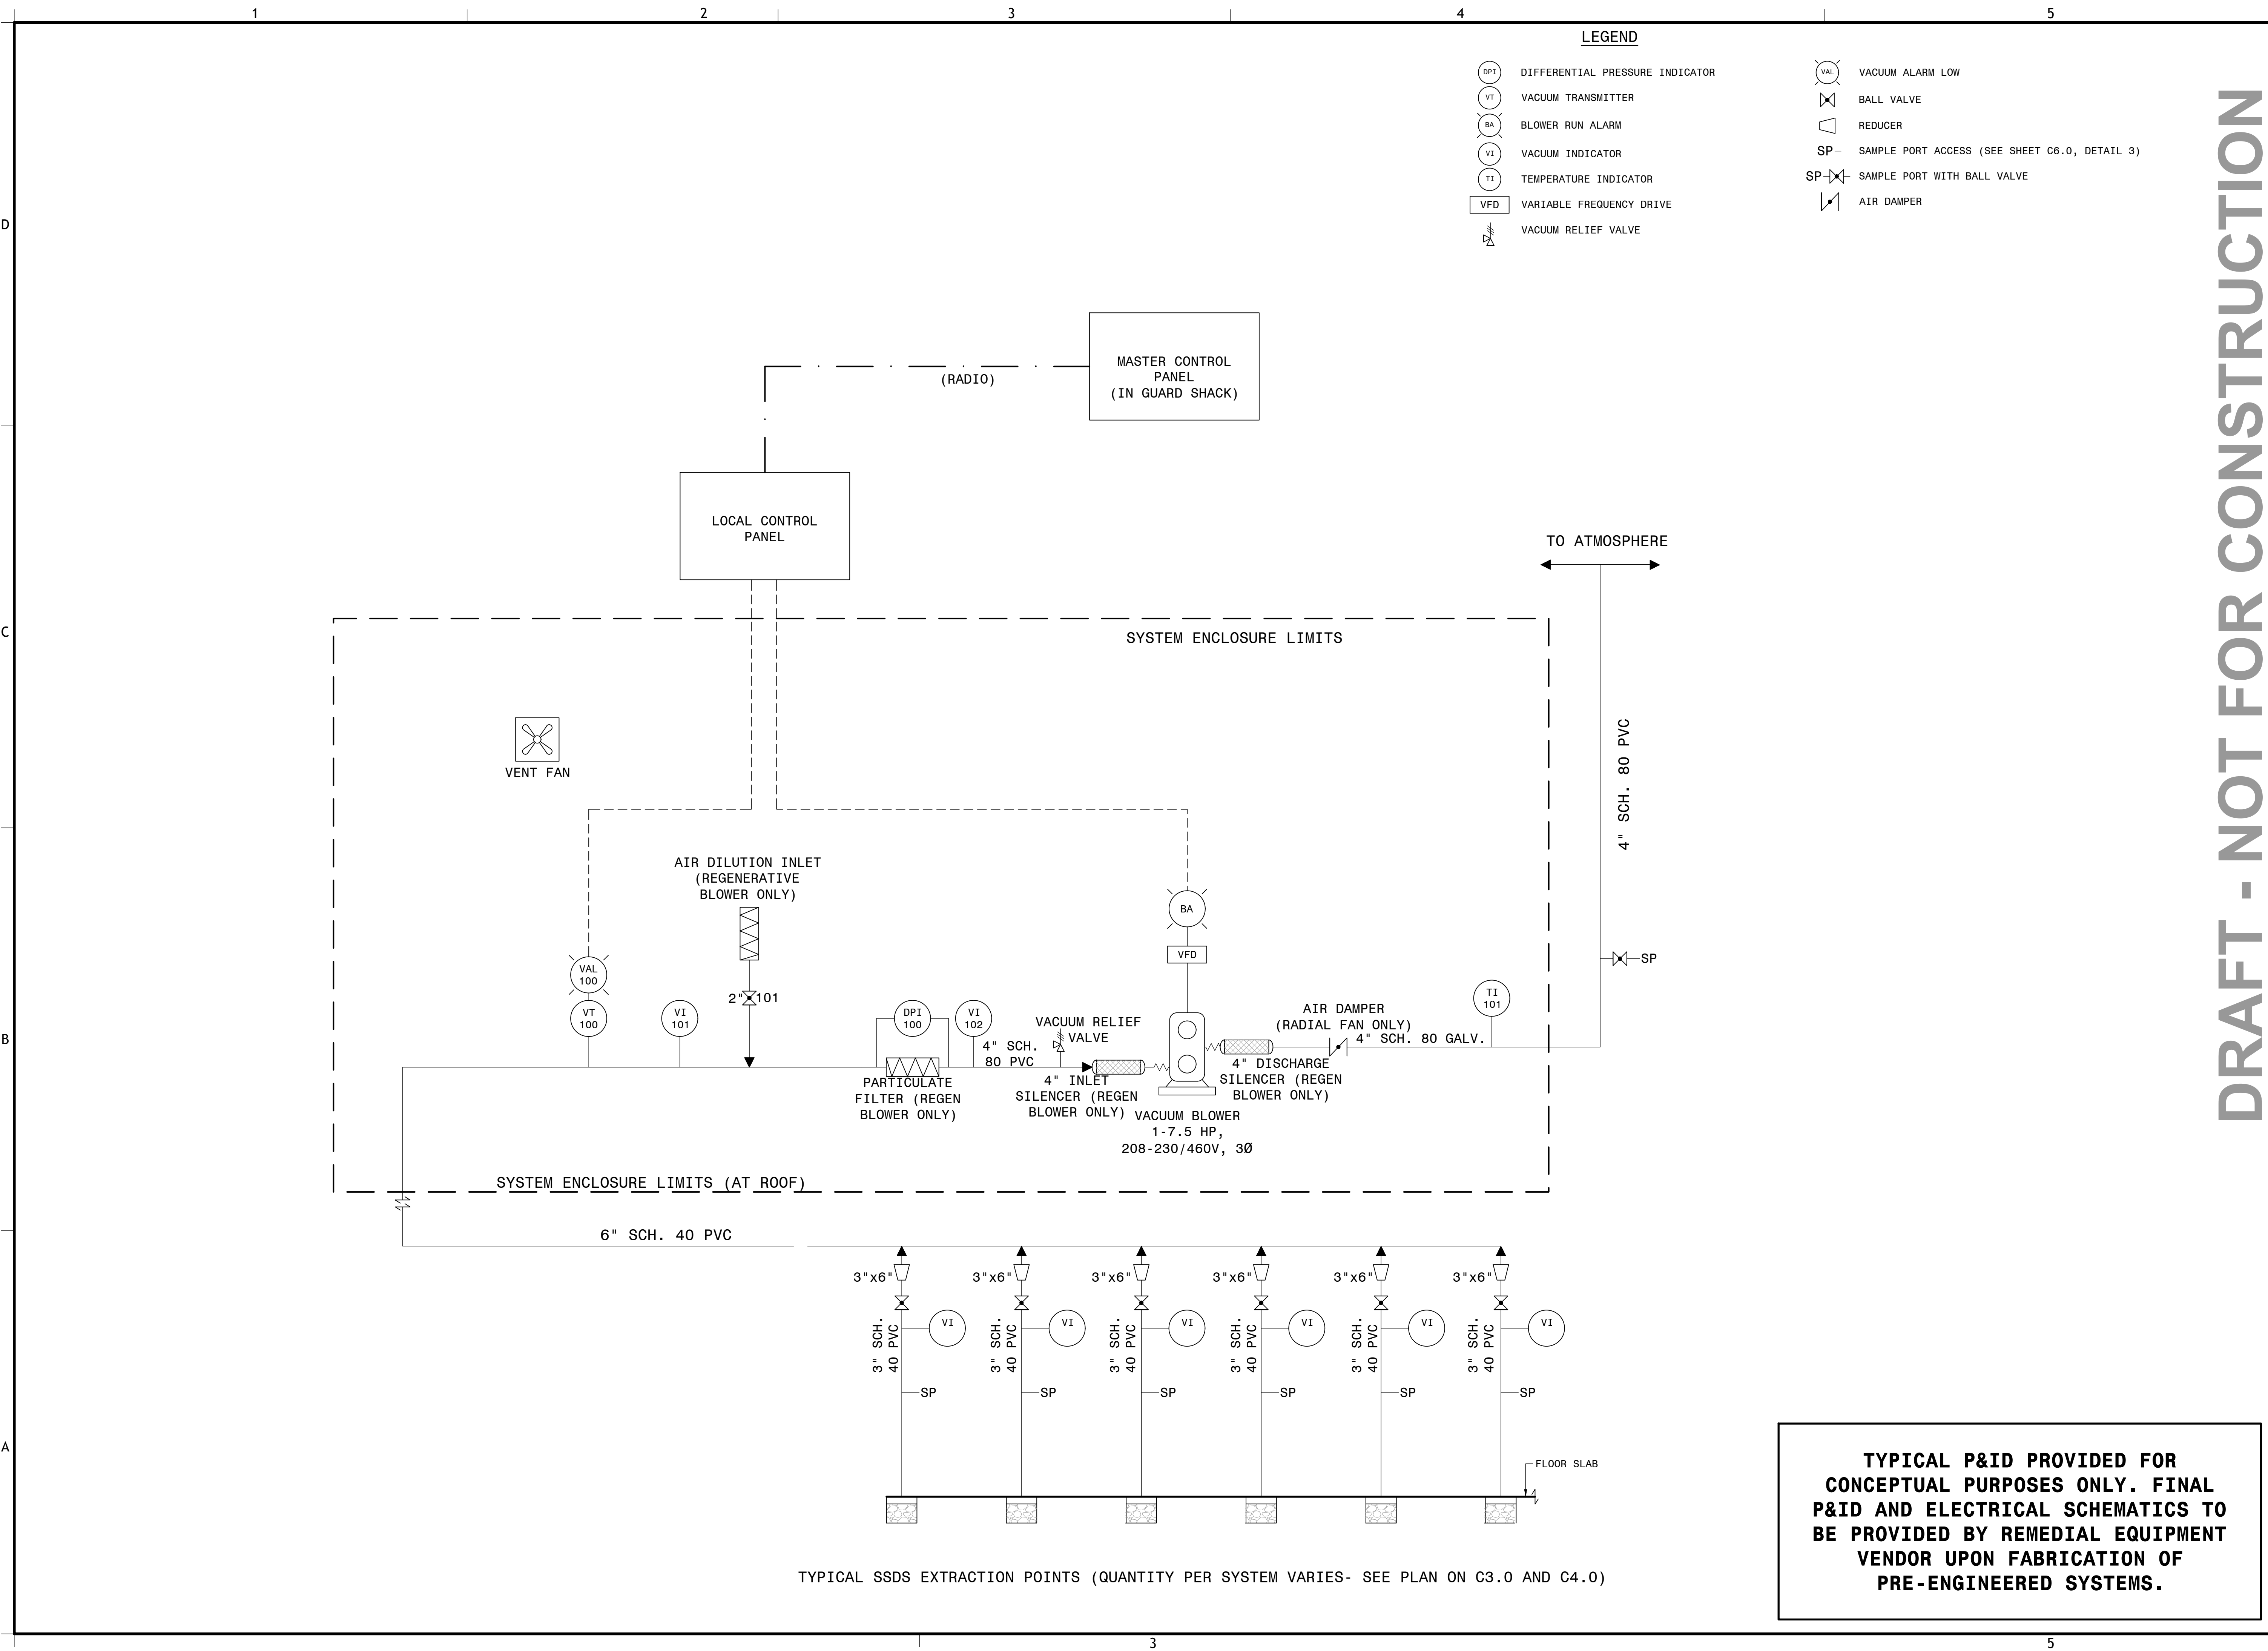 1
2
3
4
5
LEGEND
DPI DIFFERENTIAL PRESSURE INDICATOR
VT VACUUM TRANSMITTER
BA BLOWER RUN ALARM
VI VACUUM INDICATOR
TI TEMPERATURE INDICATOR
VFD VARIABLE FREQUENCY DRIVE
VACUUM RELIEF VALVE
VAL VACUUM ALARM LOW
BALL VALVE
REDUCER
SP SAMPLE PORT ACCESS (SEE SHEET C6.0, DETAIL 3)
SP SAMPLE PORT WITH BALL VALVE
AIR DAMPER
DRAFT - NOT FOR CONSTRUCTION
D
C
B
A
MASTER CONTROL
PANEL
(IN GUARD SHACK)
(RADIO)
LOCAL CONTROL
PANEL
TO ATMOSPHERE
SYSTEM ENCLOSURE LIMITS
4" SCH. 80 PVC
VENT FAN
AIR DILUTION INLET
(REGENERATIVE
BLOWER ONLY)
BA
VFD
SP
VAL
100
VT
100
VI
101
2" 101
DPI
100
VI
102
4" SCH.
80 PVC
VACUUM RELIEF
VALVE
AIR DAMPER
(RADIAL FAN ONLY)
4" SCH. 80 GALV.
TI
101
PARTICULATE
FILTER (REGEN
BLOWER ONLY)
4" INLET
SILENCER (REGEN
BLOWER ONLY)
4" DISCHARGE
SILENCER (REGEN
BLOWER ONLY)
VACUUM BLOWER
1-7.5 HP,
208-230/460V, 3Ø
SYSTEM ENCLOSURE LIMITS (AT ROOF)
6" SCH. 40 PVC
3"x6"
3"x6"
3"x6"
3"x6"
3"x6"
3"x6"
VI
VI
VI
VI
VI
VI
3" SCH.
40 PVC
3" SCH.
40 PVC
3" SCH.
40 PVC
3" SCH.
40 PVC
3" SCH.
40 PVC
3" SCH.
40 PVC
SP
SP
SP
SP
SP
SP
FLOOR SLAB
TYPICAL SSDS EXTRACTION POINTS (QUANTITY PER SYSTEM VARIES- SEE PLAN ON C3.0 AND C4.0)
TYPICAL P&ID PROVIDED FOR
CONCEPTUAL PURPOSES ONLY. FINAL
P&ID AND ELECTRICAL SCHEMATICS TO
BE PROVIDED BY REMEDIAL EQUIPMENT
VENDOR UPON FABRICATION OF
PRE-ENGINEERED SYSTEMS.
3
5